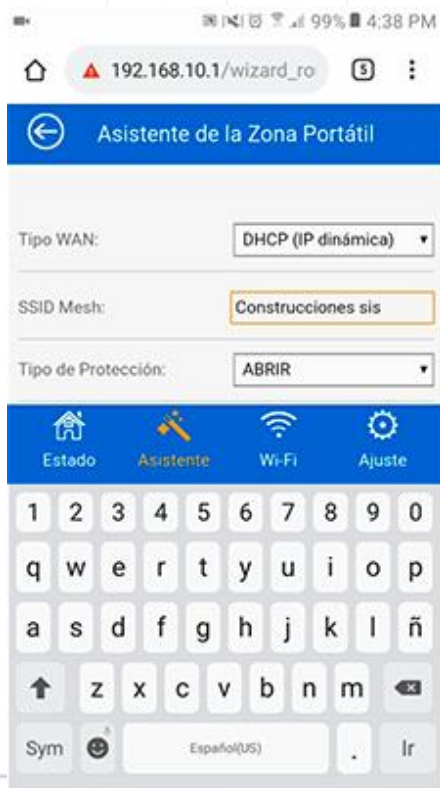 99% 4:38 PM
192.168.10.1/wizard_ro 5
Asistente de la Zona Portátil
Tipo WAN: DHCP (IP dinámica)
SSID Mesh: Construcciones sis
Tipo de Protección: ABRIR
Estado Asistente Wi-Fi Ajuste
1 2 3 4 5 6 7 8 9 0
q w e r t y u i o p
a s d f g h j k l ñ
z x c v b n m
Sym Español(US) . Ir